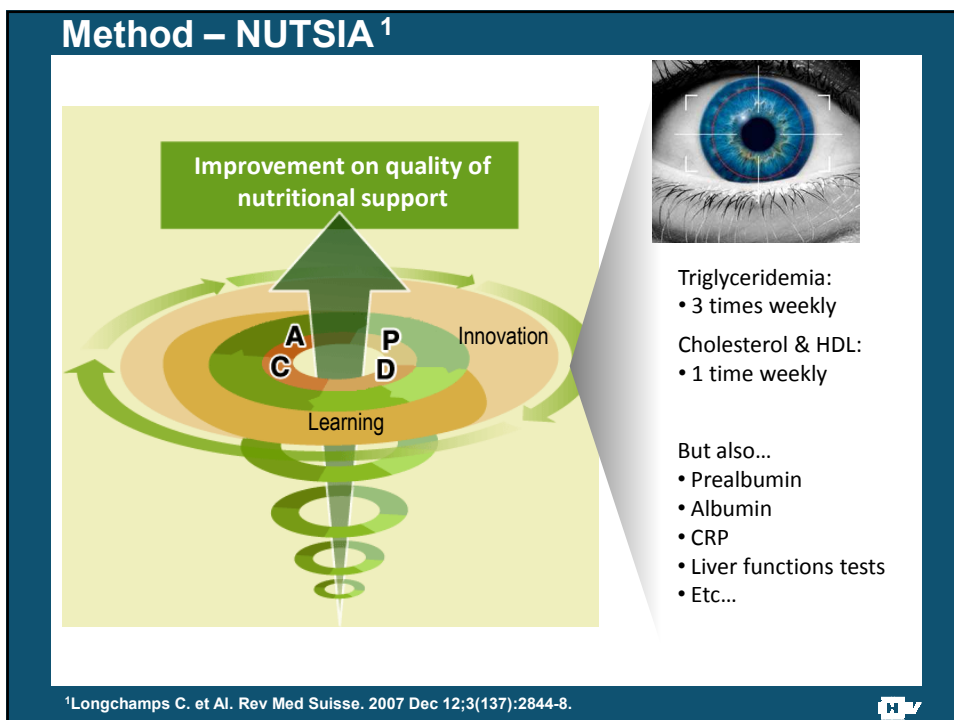 Method – NUTSIA ¹
Improvement on quality of
nutritional support
A
P
C
D
Innovation
Learning
Triglyceridemia:
• 3 times weekly
Cholesterol & HDL:
• 1 time weekly
But also…
• Prealbumin
• Albumin
• CRP
• Liver functions tests
• Etc…
¹Longchamps C. et Al. Rev Med Suisse. 2007 Dec 12;3(137):2844-8.